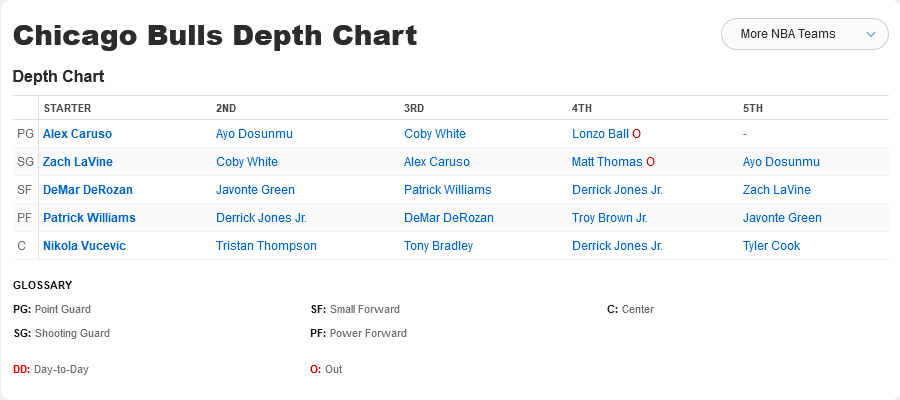 Chicago Bulls Depth Chart
More NBA Teams
Depth Chart
STARTER 2ND 3RD 4TH 5TH
PG Alex Caruso Ayo Dosunmu Coby White Lonzo Ball O -
SG Zach LaVine Coby White Alex Caruso Matt Thomas O Ayo Dosunmu
SF DeMar DeRozan Javonte Green Patrick Williams Derrick Jones Jr. Zach LaVine
PF Patrick Williams Derrick Jones Jr. DeMar DeRozan Troy Brown Jr. Javonte Green
C Nikola Vucevic Tristan Thompson Tony Bradley Derrick Jones Jr. Tyler Cook
GLOSSARY
PG: Point Guard SF: Small Forward C: Center
SG: Shooting Guard PF: Power Forward
DD: Day-to-Day O: Out